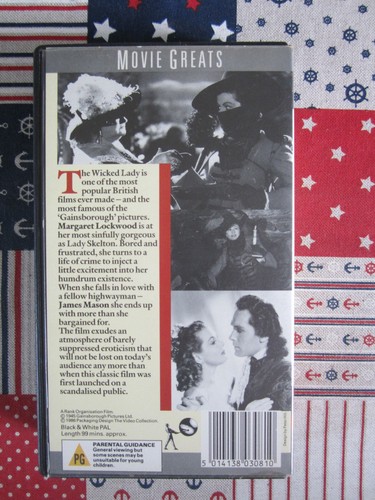 MOVIE GREATS
The Wicked Lady is
one of the most
popular British
films ever made – and the
most famous of the
'Gainsborough' pictures.
Margaret Lockwood is at
her most sinfully gorgeous
as Lady Skelton. Bored and
frustrated, she turns to a
life of crime to inject a
little excitement into her
humdrum existence.
When she falls in love with
a fellow highwayman –
James Mason she ends up
with more than she
bargained for.
The film exudes an
atmosphere of barely
suppressed eroticism that
will not be lost on today's
audience any more than
when this classic film was
first launched on a
scandalised public.
A Rank Organisation Film.
© 1945 Gainsborough Pictures Ltd.
© 1988 Packaging Design The Video Collection.
Black & White PAL
Length 99 mins. approx.
PG
PARENTAL GUIDANCE
General viewing but
some scenes may be
unsuitable for young
children.
5 014138 030810